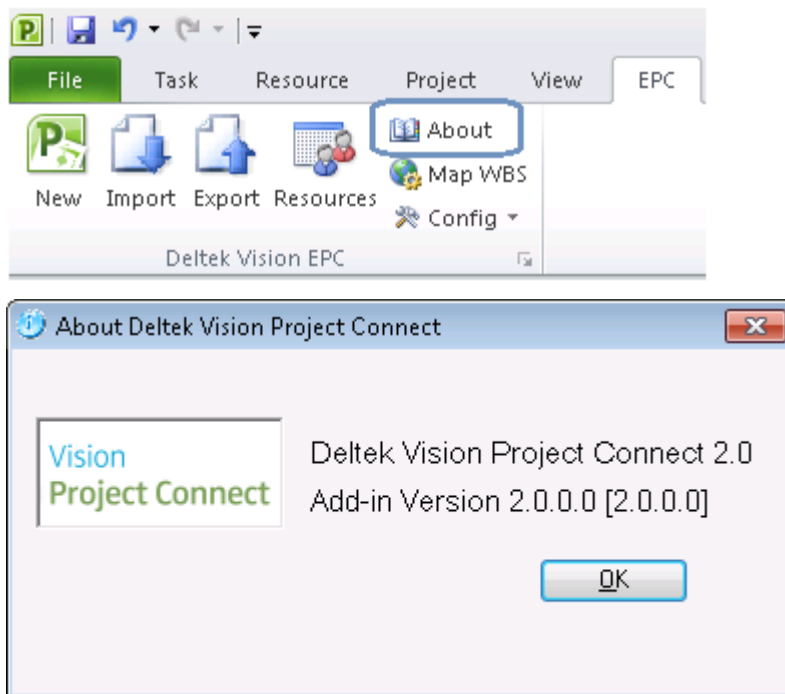 File Task Resource Project View EPC
About
Map WBS
New Import Export Resources
Config
Deltek Vision EPC
About Deltek Vision Project Connect
Vision
Project Connect
Deltek Vision Project Connect 2.0
Add-in Version 2.0.0.0 [2.0.0.0]
OK